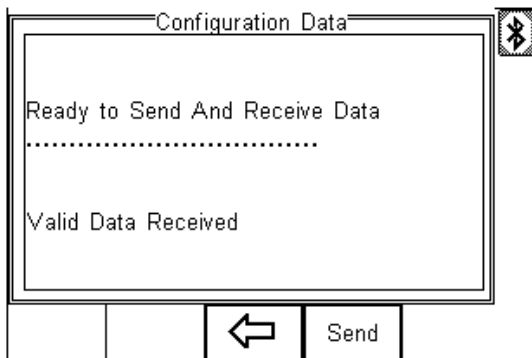 Configuration Data
Ready to Send And Receive Data
.................................
Valid Data Received
Send